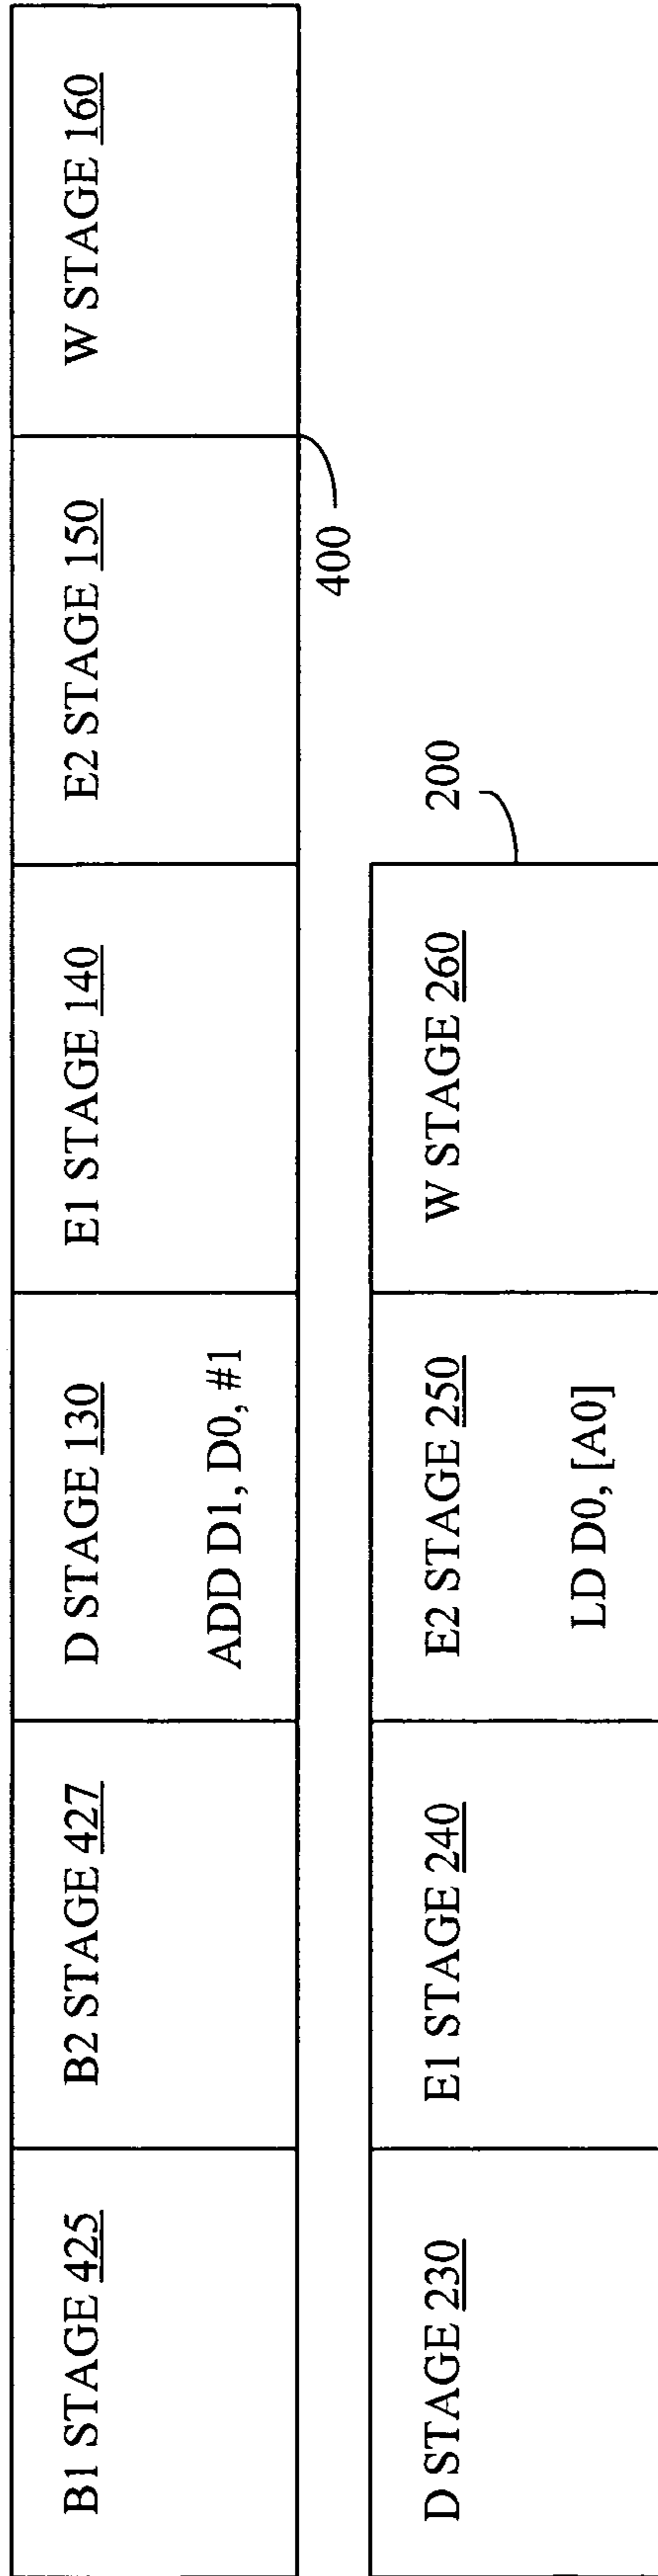 B1 STAGE 425
B2 STAGE 427
D STAGE 130
ADD D1, D0, #1
E1 STAGE 140
E2 STAGE 150
W STAGE 160
400
D STAGE 230
E1 STAGE 240
E2 STAGE 250
LD D0, [A0]
W STAGE 260
200